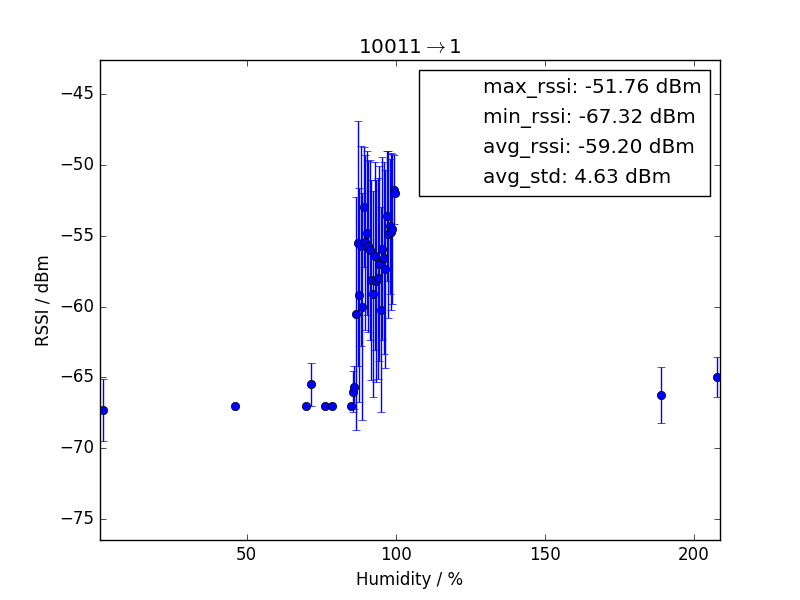 10011→1
max_rssi: -51.76 dBm
min_rssi: -67.32 dBm
avg_rssi: -59.20 dBm
avg_std: 4.63 dBm
RSSI / dBm
−45
−50
−55
−60
−65
−70
−75
50 100 150 200
Humidity / %